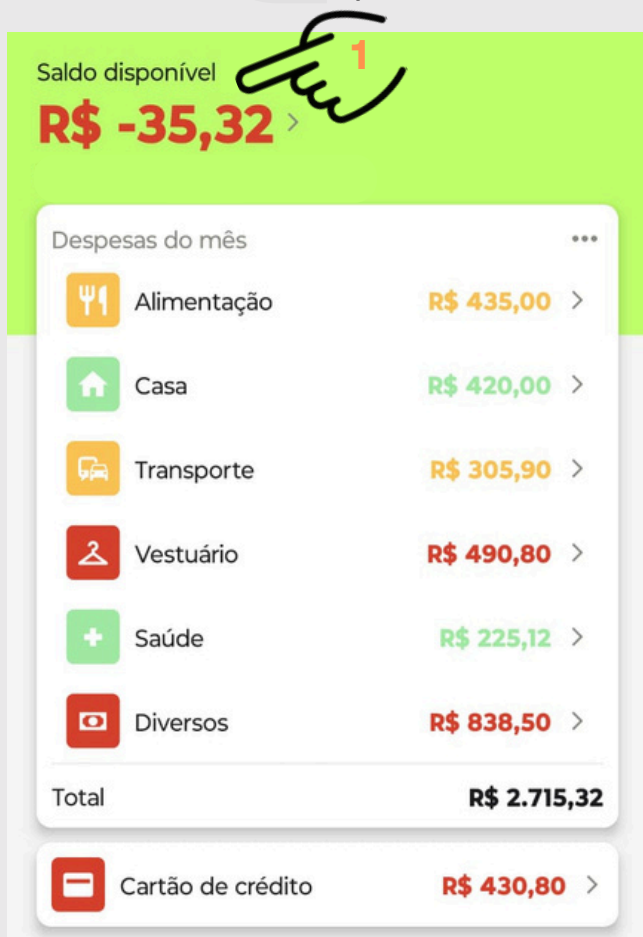 1
Saldo disponível
R$ -35,32
Despesas do mês
Alimentação R$ 435,00
Casa R$ 420,00
Transporte R$ 305,90
Vestuário R$ 490,80
Saúde R$ 225,12
Diversos R$ 838,50
Total R$ 2.715,32
Cartão de crédito R$ 430,80